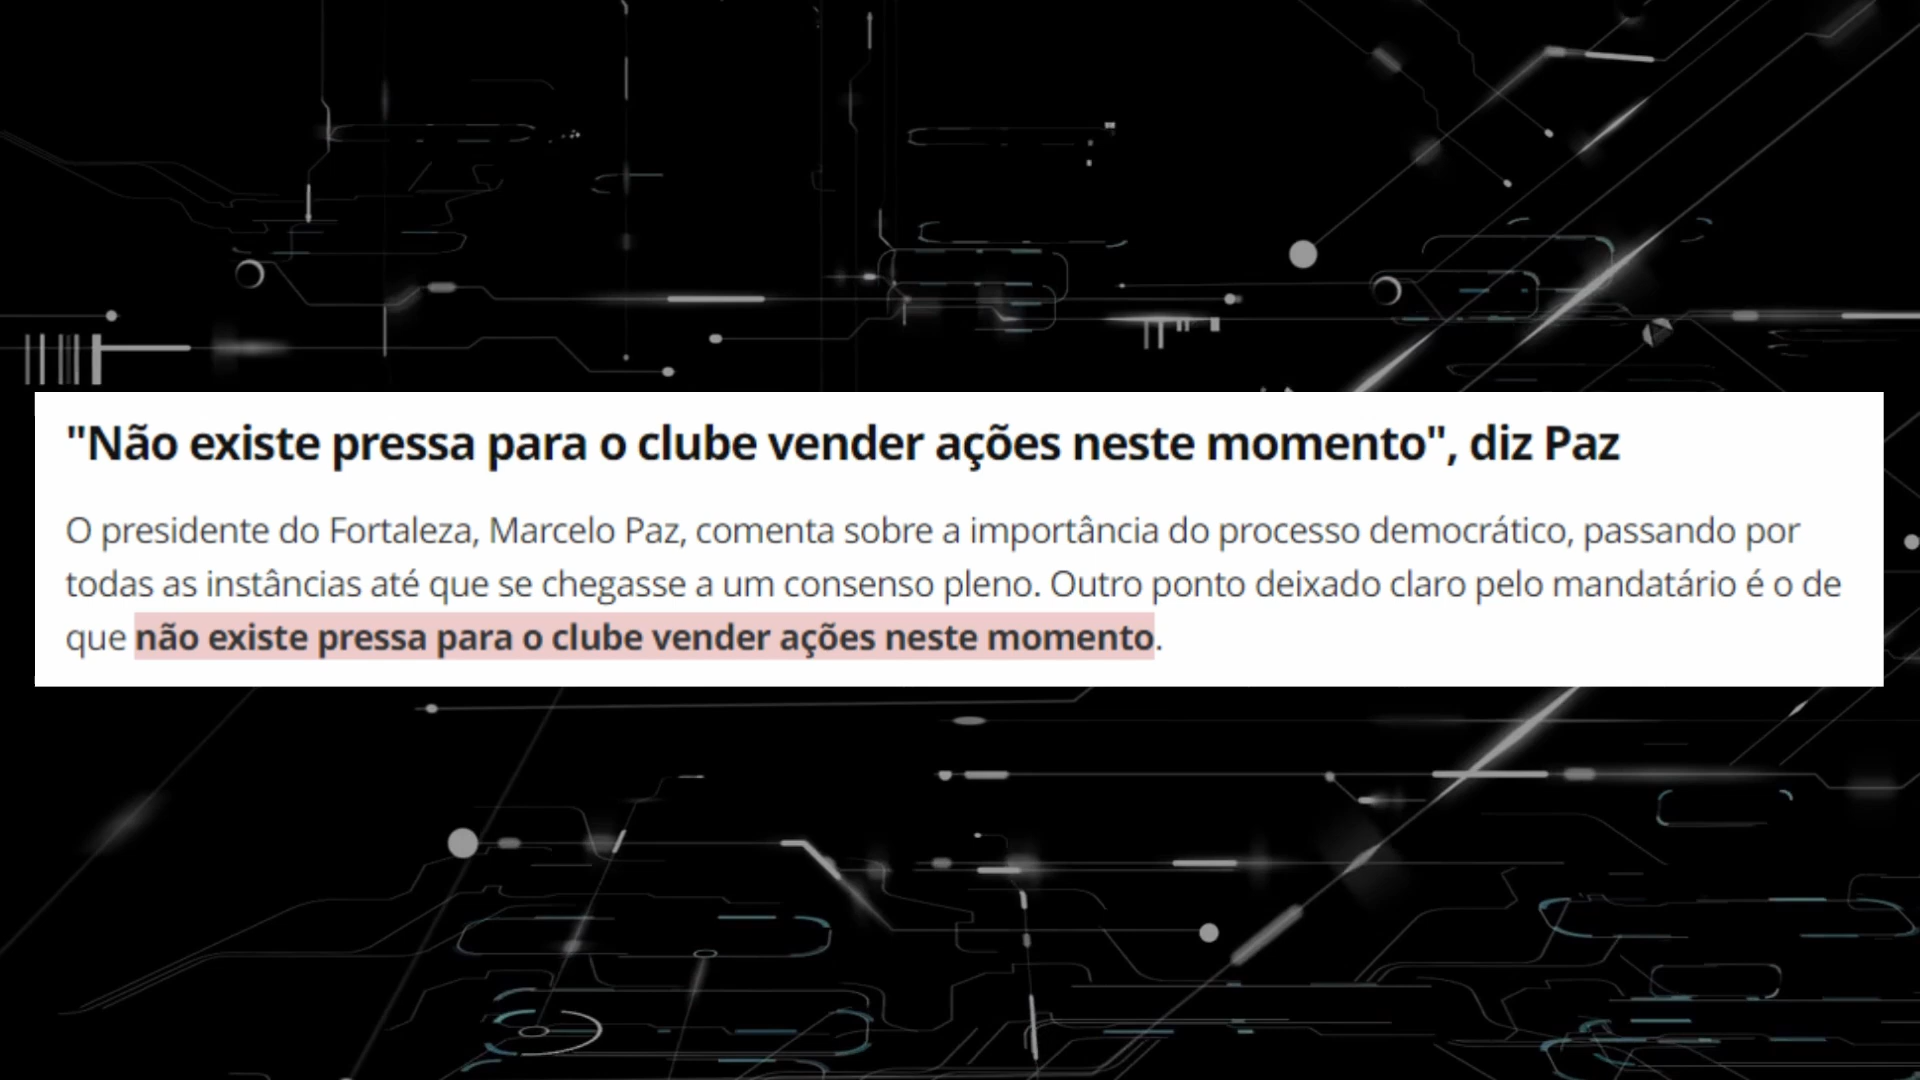 "Não existe pressa para o clube vender ações neste momento", diz Paz
O presidente do Fortaleza, Marcelo Paz, comenta sobre a importância do processo democrático, passando por
todas as instâncias até que se chegasse a um consenso pleno. Outro ponto deixado claro pelo mandatário é o de
que não existe pressa para o clube vender ações neste momento.